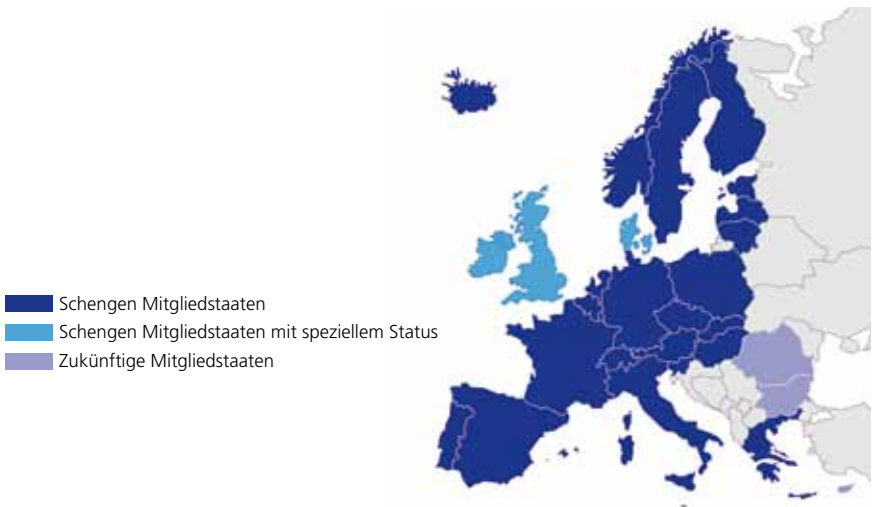 Schengen Mitgliedstaaten
Schengen Mitgliedstaaten mit speziellem Status
Zukünftige Mitgliedstaaten